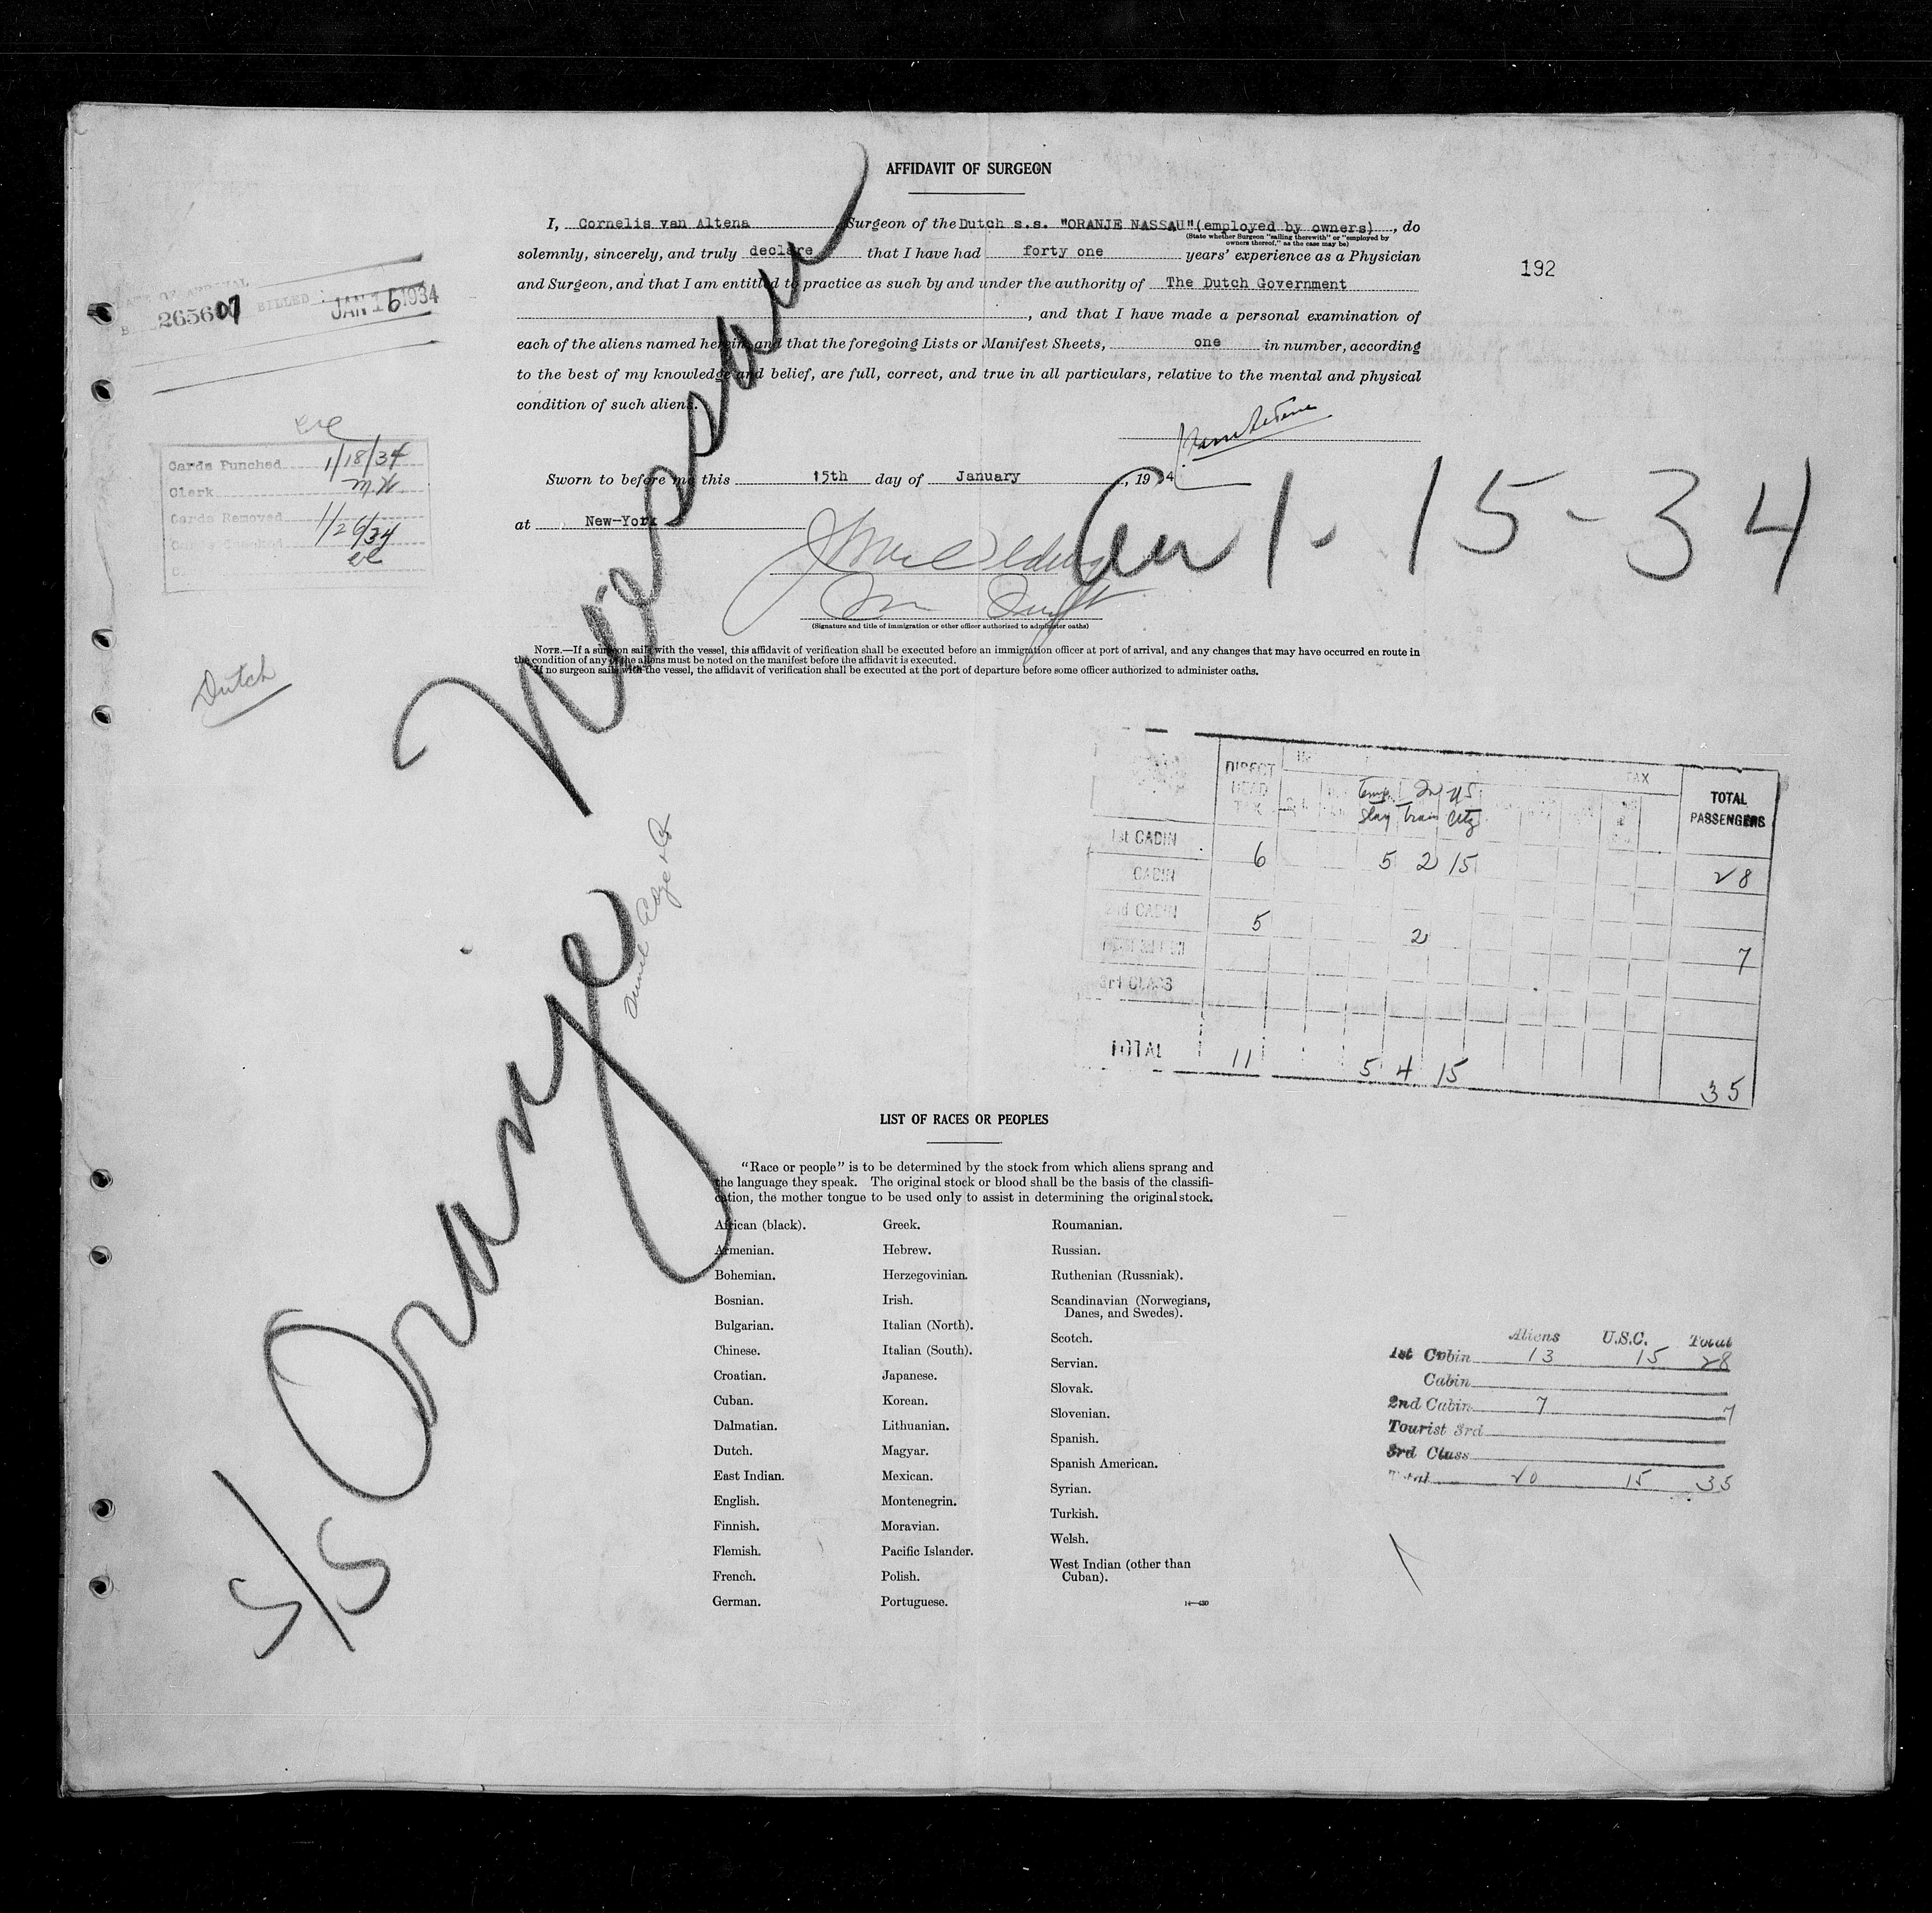 AFFIDAVIT OF SURGEON
I, Cornelis van Altena Surgeon of the Dutch s.s. "ORANJE NASSAU" (employed by owners), do
(State whether Surgeon "sailing therewith" or "employed by
owners thereof," as the case may be)
solemnly, sincerely, and truly declare that I have had forty one years' experience as a Physician
192
and Surgeon, and that I am entitled to practice as such by and under the authority of The Dutch Government
, and that I have made a personal examination of
each of the aliens named herein and that the foregoing Lists or Manifest Sheets, one in number, according
to the best of my knowledge and belief, are full, correct, and true in all particulars, relative to the mental and physical
condition of such aliens.
DATE OF ARRIVAL
265607 BILLED JAN 16 1934
Cards Punched 1/18/34
Clerk MW
Cards Removed 1/26/34
Cards Checked ee
Sworn to before me this 15th day of January, 1934
at New-York
Arr 1-15-34
(Signature and title of immigration or other officer authorized to administer oaths)
NOTE.—If a surgeon sails with the vessel, this affidavit of verification shall be executed before an immigration officer at port of arrival, and any changes that may have occurred en route in
the condition of any of the aliens must be noted on the manifest before the affidavit is executed.
If no surgeon sails with the vessel, the affidavit of verification shall be executed at the port of departure before some officer authorized to administer oaths.
Dutch
S/S Oranje Nassau
DIRECT HEAD TAX Temp Stay In Tran US Ctz TAX TOTAL PASSENGERS
1st CABIN 6 5 2 15 28
CABIN
2nd CABIN 5 2 7
3rd CLASS
TOTAL 11 5 4 15 35
LIST OF RACES OR PEOPLES
"Race or people" is to be determined by the stock from which aliens sprang and
the language they speak. The original stock or blood shall be the basis of the classifi-
cation, the mother tongue to be used only to assist in determining the original stock.
African (black).
Armenian.
Bohemian.
Bosnian.
Bulgarian.
Chinese.
Croatian.
Cuban.
Dalmatian.
Dutch.
East Indian.
English.
Finnish.
Flemish.
French.
German.
Greek.
Hebrew.
Herzegovinian.
Irish.
Italian (North).
Italian (South).
Japanese.
Korean.
Lithuanian.
Magyar.
Mexican.
Montenegrin.
Moravian.
Pacific Islander.
Polish.
Portuguese.
Roumanian.
Russian.
Ruthenian (Russniak).
Scandinavian (Norwegians,
Danes, and Swedes).
Scotch.
Servian.
Slovak.
Slovenian.
Spanish.
Spanish American.
Syrian.
Turkish.
Welsh.
West Indian (other than
Cuban).
14—430
Aliens U.S.C. Total
1st Cabin 13 15 28
Cabin
2nd Cabin 7 7
Tourist 3rd
3rd Class
Total 20 15 35